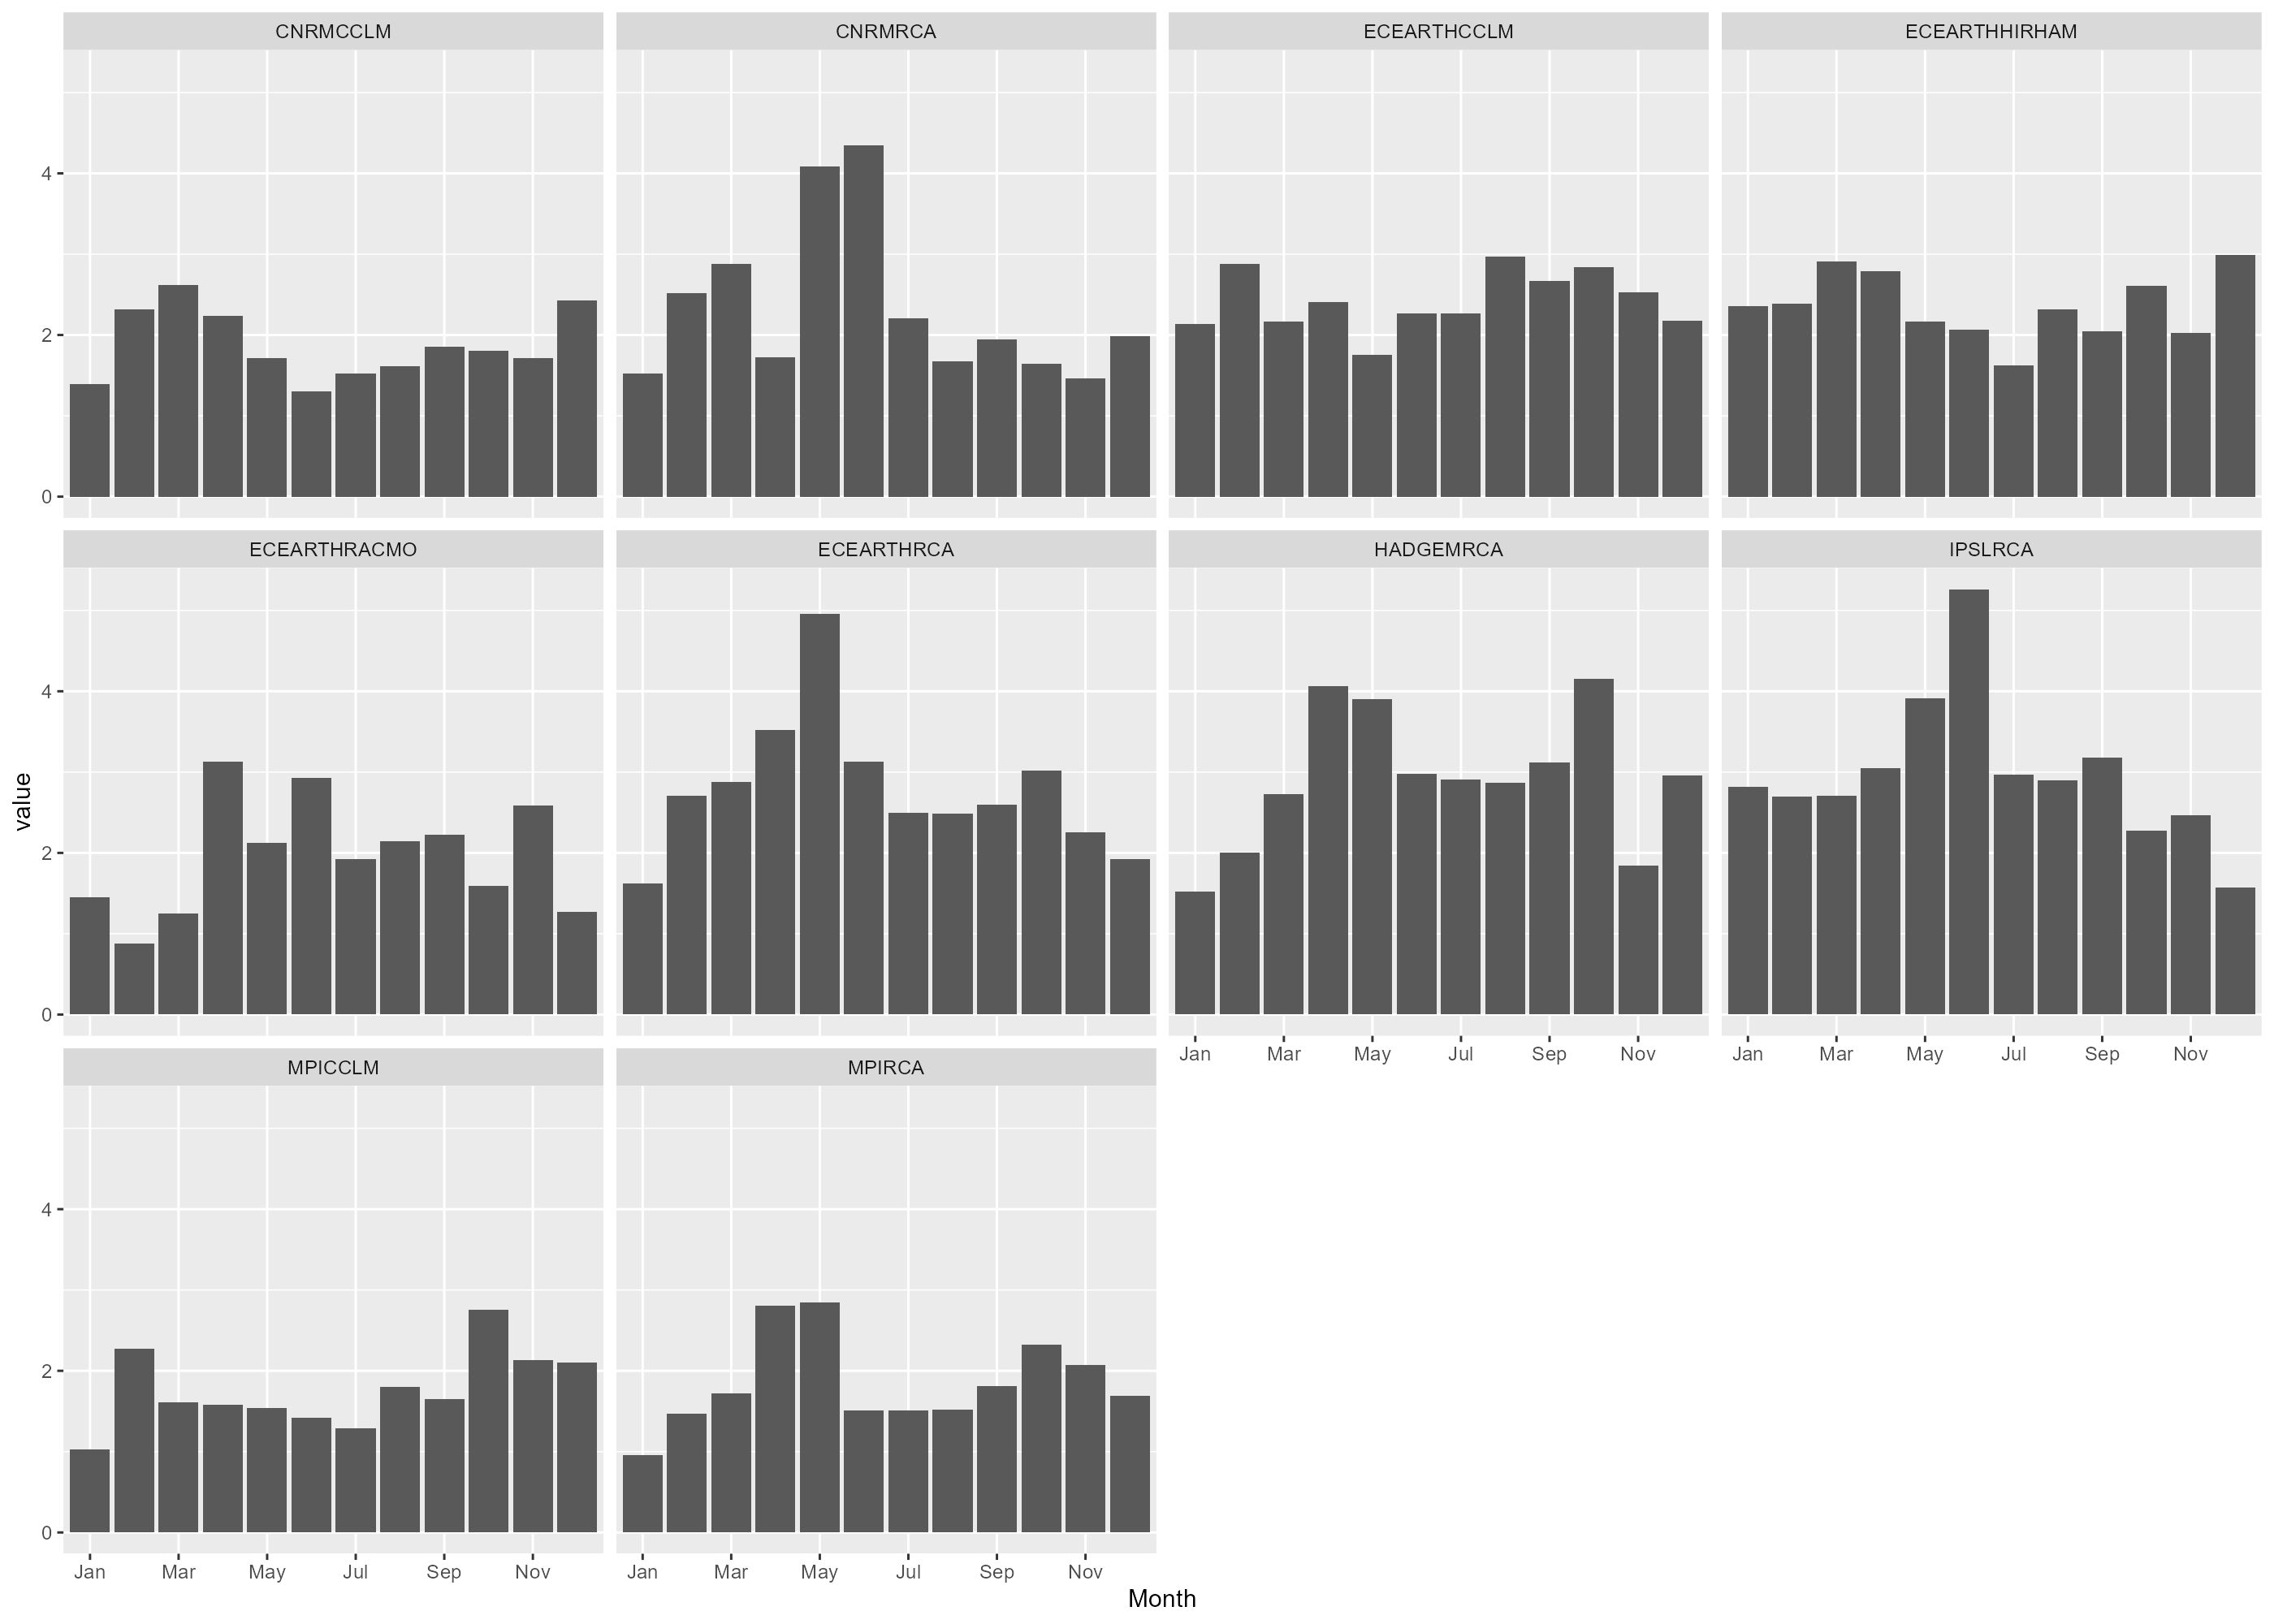 CNRMCCLM
CNRMRCA
ECEARTHCCLM
ECEARTHHIRHAM
4
2
0
ECEARTHRACMO
ECEARTHRCA
HADGEMRCA
IPSLRCA
4
2
0
value
Jan Mar May Jul Sep Nov
Jan Mar May Jul Sep Nov
MPICCLM
MPIRCA
4
2
0
Jan Mar May Jul Sep Nov
Jan Mar May Jul Sep Nov
Month